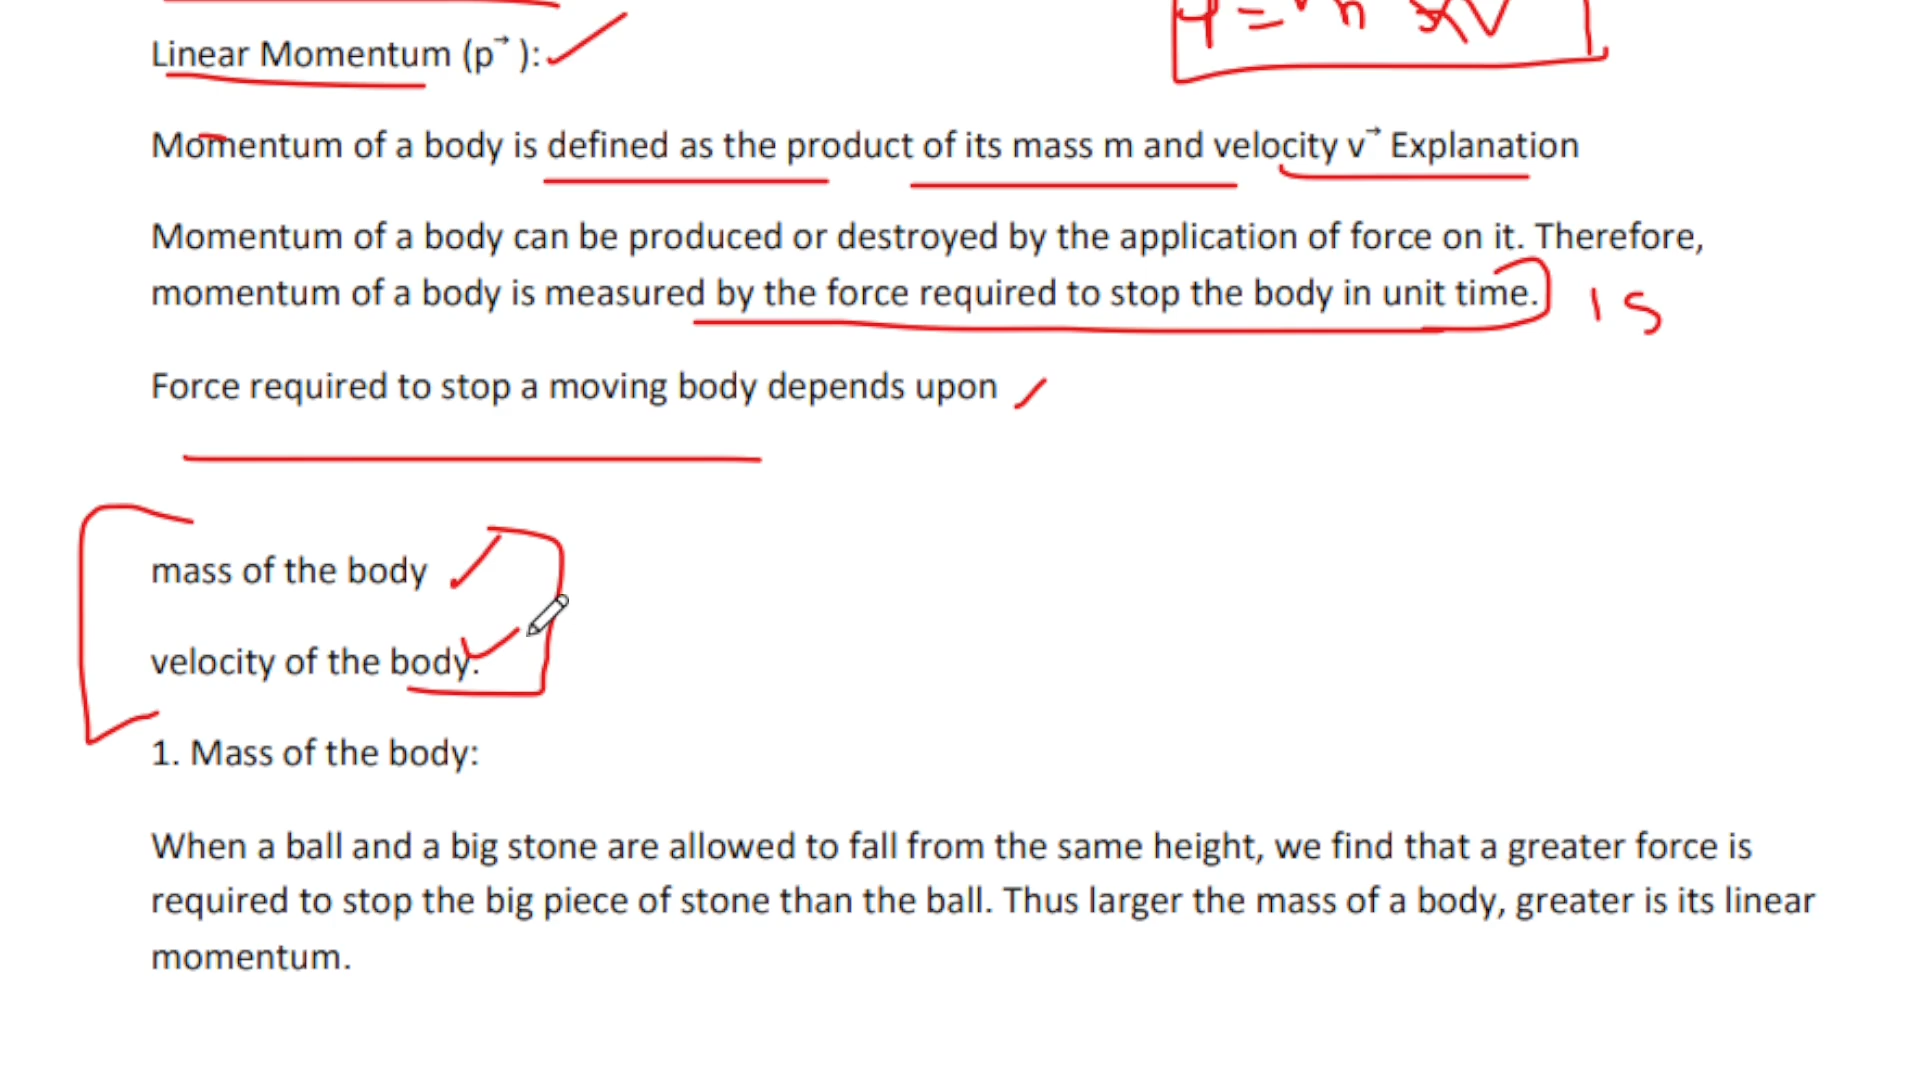 P = m × V
Linear Momentum (p⃗ ):
Momentum of a body is defined as the product of its mass m and velocity v⃗ Explanation
Momentum of a body can be produced or destroyed by the application of force on it. Therefore,
momentum of a body is measured by the force required to stop the body in unit time. 1 S
Force required to stop a moving body depends upon
mass of the body
velocity of the body.
1. Mass of the body:
When a ball and a big stone are allowed to fall from the same height, we find that a greater force is
required to stop the big piece of stone than the ball. Thus larger the mass of a body, greater is its linear
momentum.